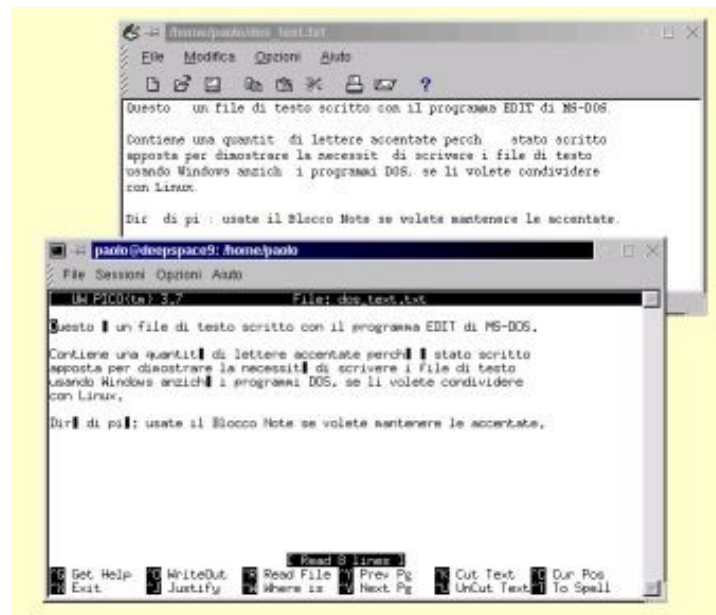 /home/paolo/dos_text.txt
File Modifica Opzioni Aiuto
?
Questo un file di testo scritto con il programma EDIT di MS-DOS.
Contiene una quantit di lettere accentate perch stato scritto
apposta per dimostrare la necessit di scrivere i file di testo
usando Windows anzich i programmi DOS, se li volete condividere
con Linux.
Dir di pi : usate il Blocco Note se volete mantenere le accentate.
paolo@deepspace9: /home/paolo
File Sessioni Opzioni Aiuto
UW PICO(tm) 3.7 File: dos_text.txt
Questo un file di testo scritto con il programma EDIT di MS-DOS.
Contiene una quantit di lettere accentate perch stato scritto
apposta per dimostrare la necessit di scrivere i file di testo
usando Windows anzich i programmi DOS, se li volete condividere
con Linux.
Dir di pi : usate il Blocco Note se volete mantenere le accentate.
[ Read 8 lines ]
^G Get Help ^O WriteOut ^R Read File ^Y Prev Pg ^K Cut Text ^C Cur Pos
^X Exit ^J Justify ^W Where is ^V Next Pg ^U UnCut Text ^T To Spell